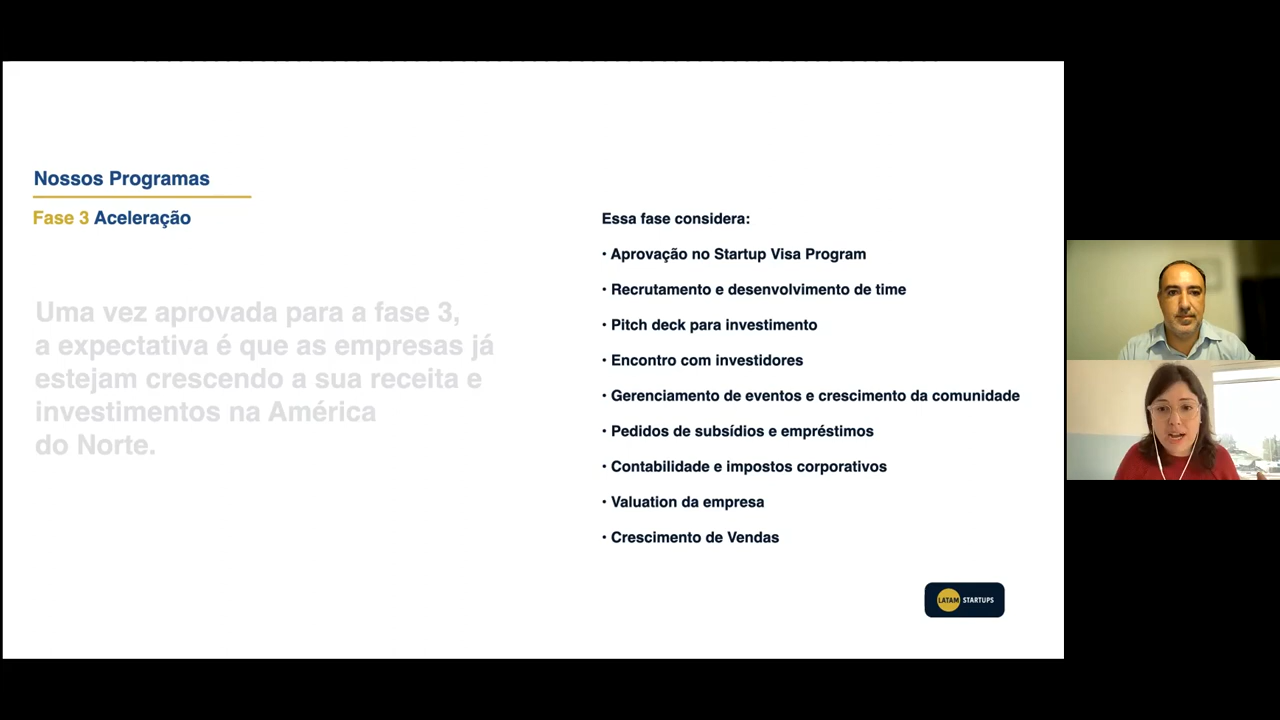 Nossos Programas
Fase 3 Aceleração
Uma vez aprovada para a fase 3,
a expectativa é que as empresas já
estejam crescendo a sua receita e
investimentos na América
do Norte.
Essa fase considera:
• Aprovação no Startup Visa Program
• Recrutamento e desenvolvimento de time
• Pitch deck para investimento
• Encontro com investidores
• Gerenciamento de eventos e crescimento da comunidade
• Pedidos de subsídios e empréstimos
• Contabilidade e impostos corporativos
• Valuation da empresa
• Crescimento de Vendas
LATAM STARTUPS